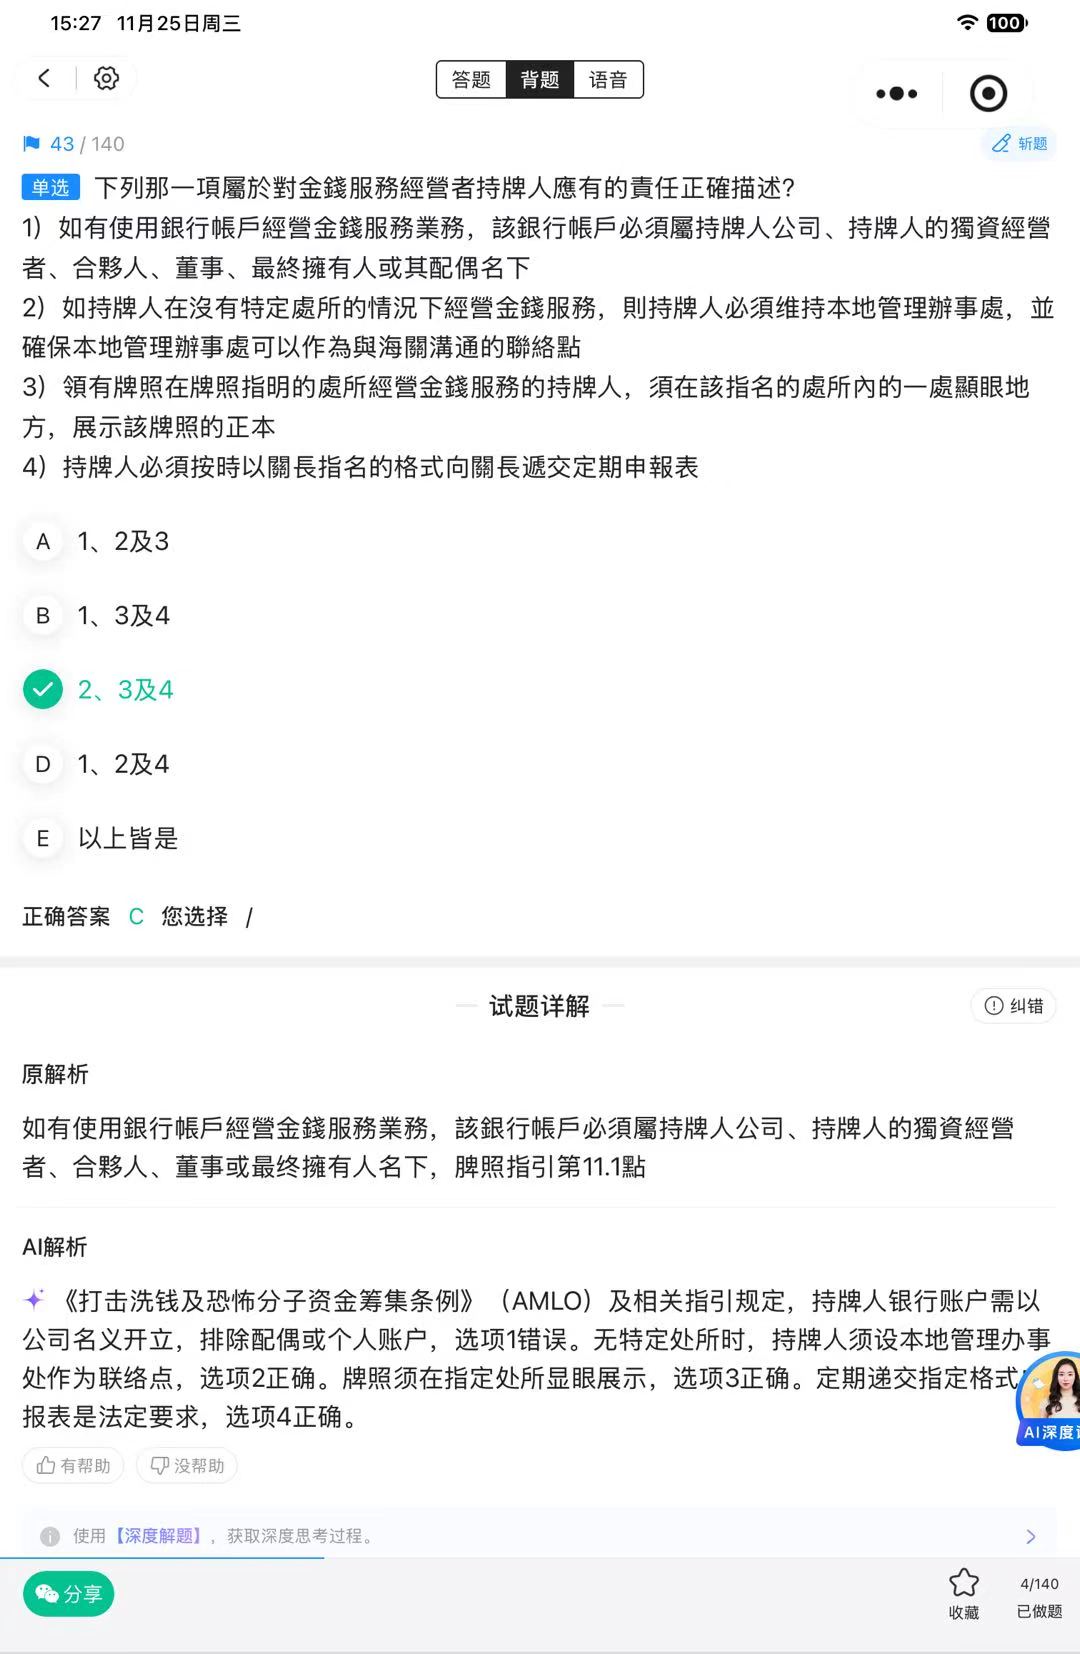 15:27 11月25日周三
100
答题 背题 语音
43 / 140
斩题
单选 下列那一項屬於對金錢服務經營者持牌人應有的責任正確描述?
1）如有使用銀行帳戶經營金錢服務業務，該銀行帳戶必須屬持牌人公司、持牌人的獨資經營
者、合夥人、董事、最終擁有人或其配偶名下
2）如持牌人在沒有特定處所的情況下經營金錢服務，則持牌人必須维持本地管理辦事處，並
確保本地管理辦事處可以作為與海關溝通的聯絡點
3）領有牌照在牌照指明的處所經營金錢服務的持牌人，須在該指名的處所內的一處顯眼地
方，展示該牌照的正本
4）持牌人必須按時以關長指名的格式向關長遞交定期申報表
A 1、2及3
B 1、3及4
2、3及4
D 1、2及4
E 以上皆是
正确答案 C 您选择 /
试题详解
纠错
原解析
如有使用銀行帳戶經營金錢服務業務，該銀行帳戶必須屬持牌人公司、持牌人的獨資經營
者、合夥人、董事或最终擁有人名下，脾照指引第11.1點
AI解析
《打击洗钱及恐怖分子资金筹集条例》（AMLO）及相关指引规定，持牌人银行账户需以
公司名义开立，排除配偶或个人账户，选项1错误。无特定处所时，持牌人须设本地管理办事
处作为联络点，选项2正确。牌照须在指定处所显眼展示，选项3正确。定期递交指定格式
报表是法定要求，选项4正确。
AI深度
有帮助 没帮助
使用【深度解题】，获取深度思考过程。
分享
收藏
4/140
已做题